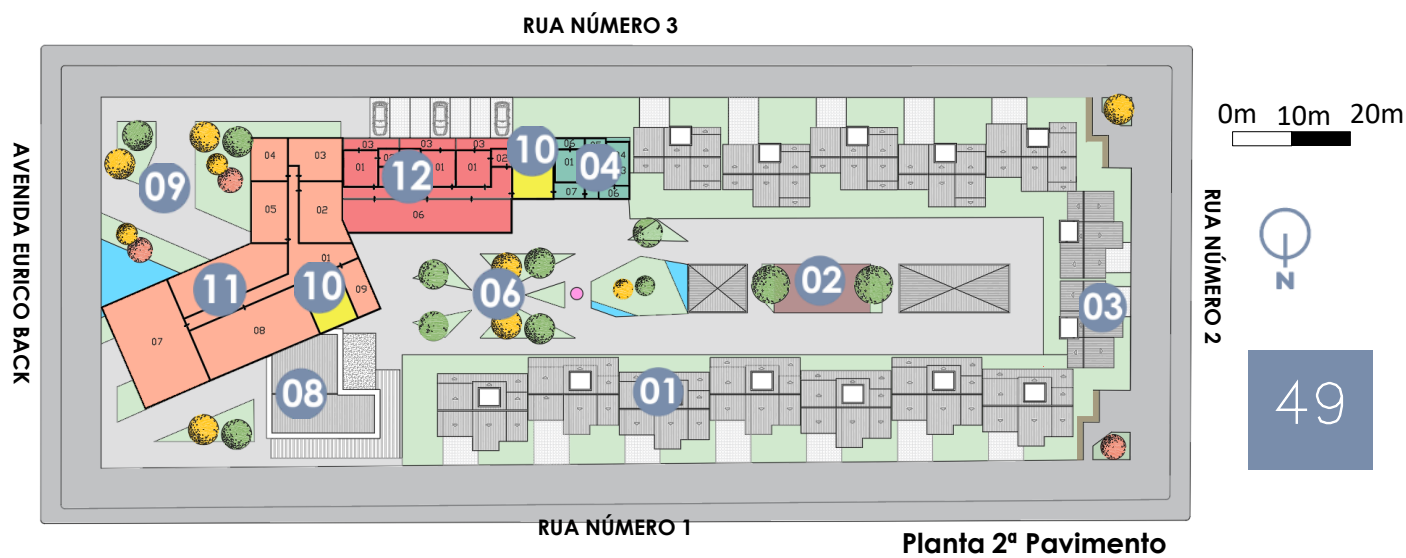 RUA NÚMERO 3
0m 10m 20m
AVENIDA EURICO BACK
09
04 03
05 02
03 03 03
01 01 01 02
12
06
10
06
01
04
07 06
11
10
01
09
08
07
06
02
RUA NÚMERO 2
03
N
08
01
49
RUA NÚMERO 1
Planta 2ª Pavimento